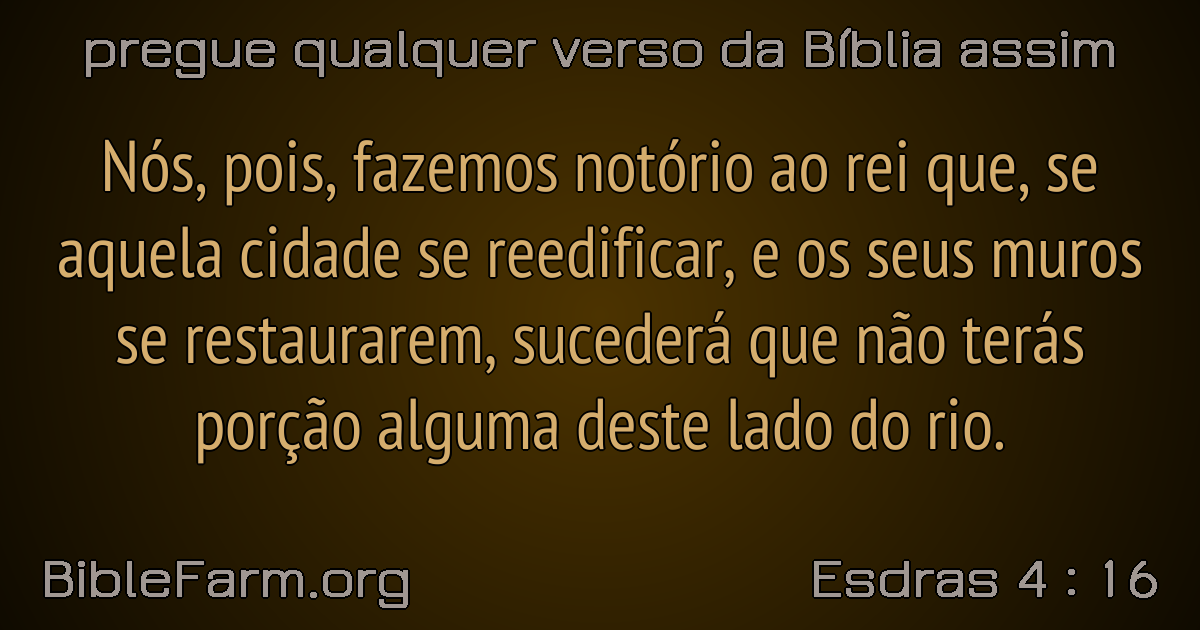 pregue qualquer verso da Bíblia assim
Nós, pois, fazemos notório ao rei que, se
aquela cidade se reedificar, e os seus muros
se restaurarem, sucederá que não terás
porção alguma deste lado do rio.
BibleFarm.org
Esdras 4 : 16